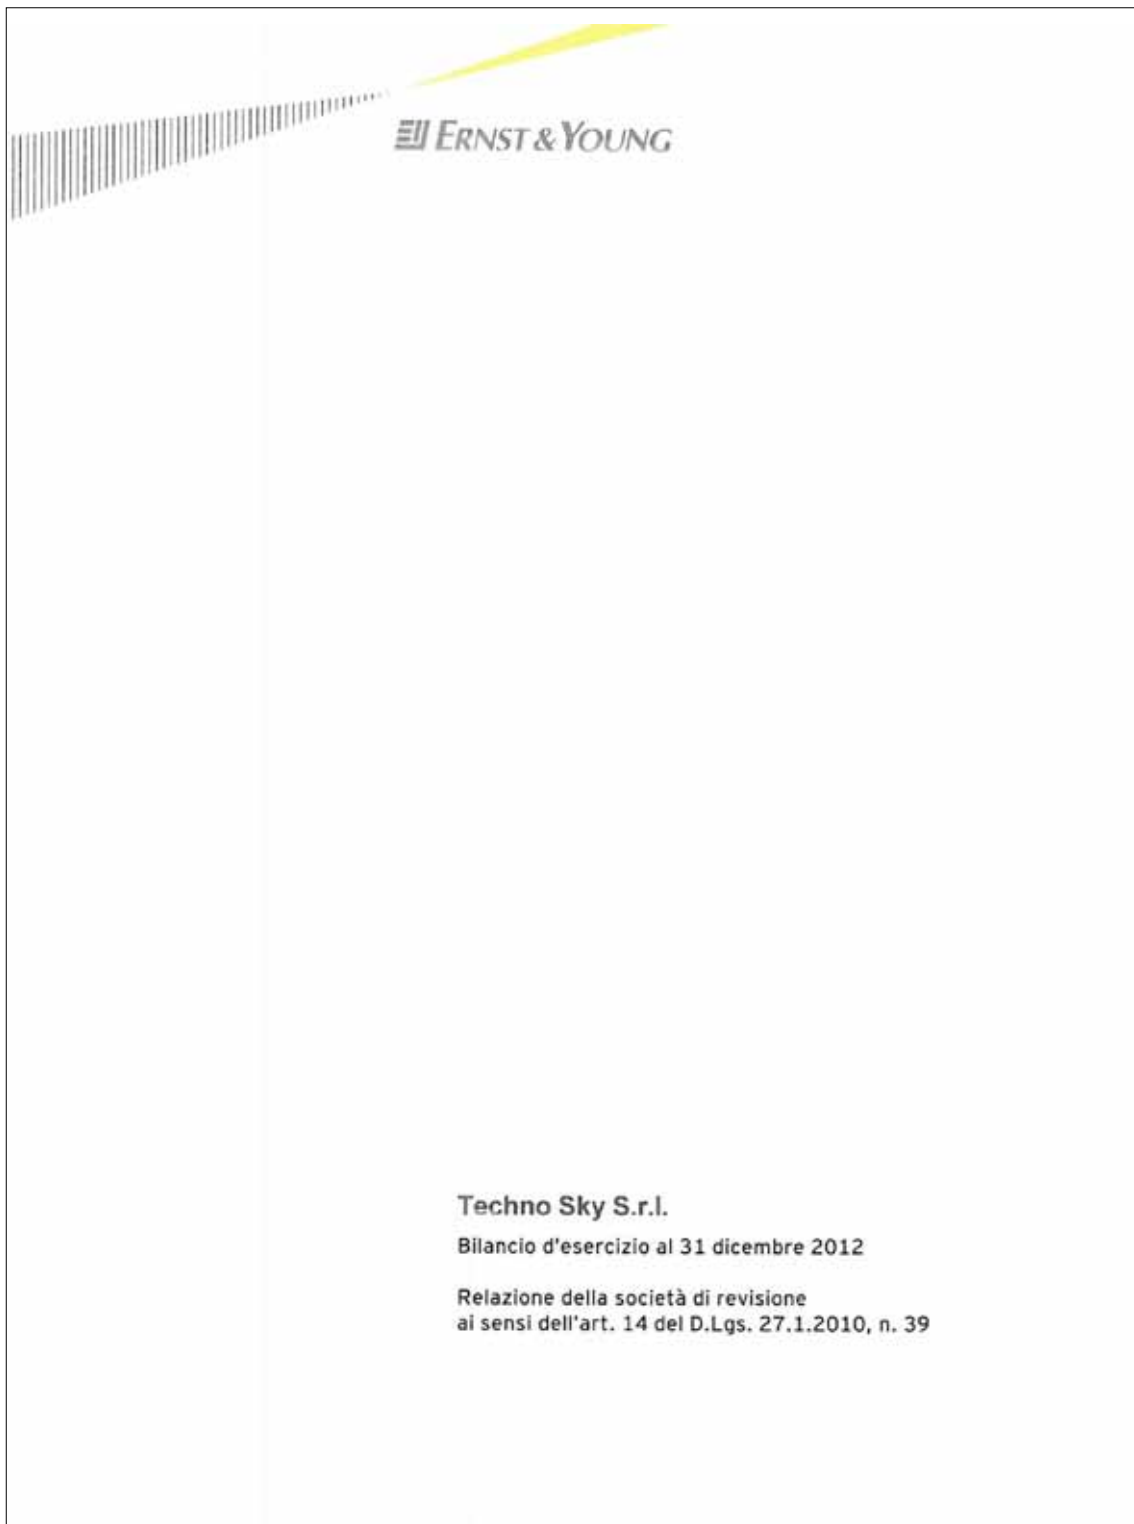 ERNST & YOUNG
Techno Sky S.r.l.
Bilancio d'esercizio al 31 dicembre 2012
Relazione della società di revisione
ai sensi dell'art. 14 del D.Lgs. 27.1.2010, n. 39